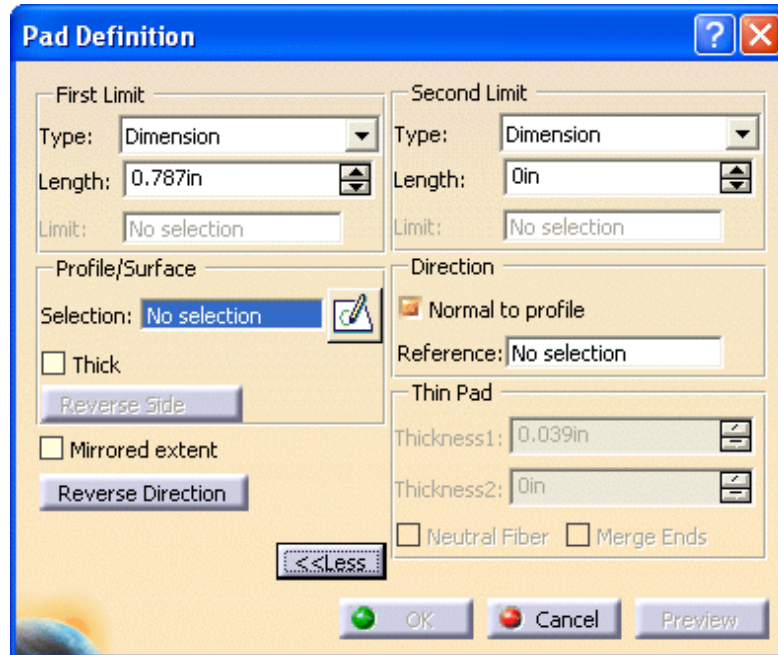 Pad Definition
First Limit
Type: Dimension
Length: 0.787in
Limit: No selection
Second Limit
Type: Dimension
Length: 0in
Limit: No selection
Profile/Surface
Selection: No selection
Thick
Reverse Side
Mirrored extent
Reverse Direction
Direction
Normal to profile
Reference: No selection
Thin Pad
Thickness1: 0.039in
Thickness2: 0in
Neutral Fiber Merge Ends
<<Less
OK Cancel Preview